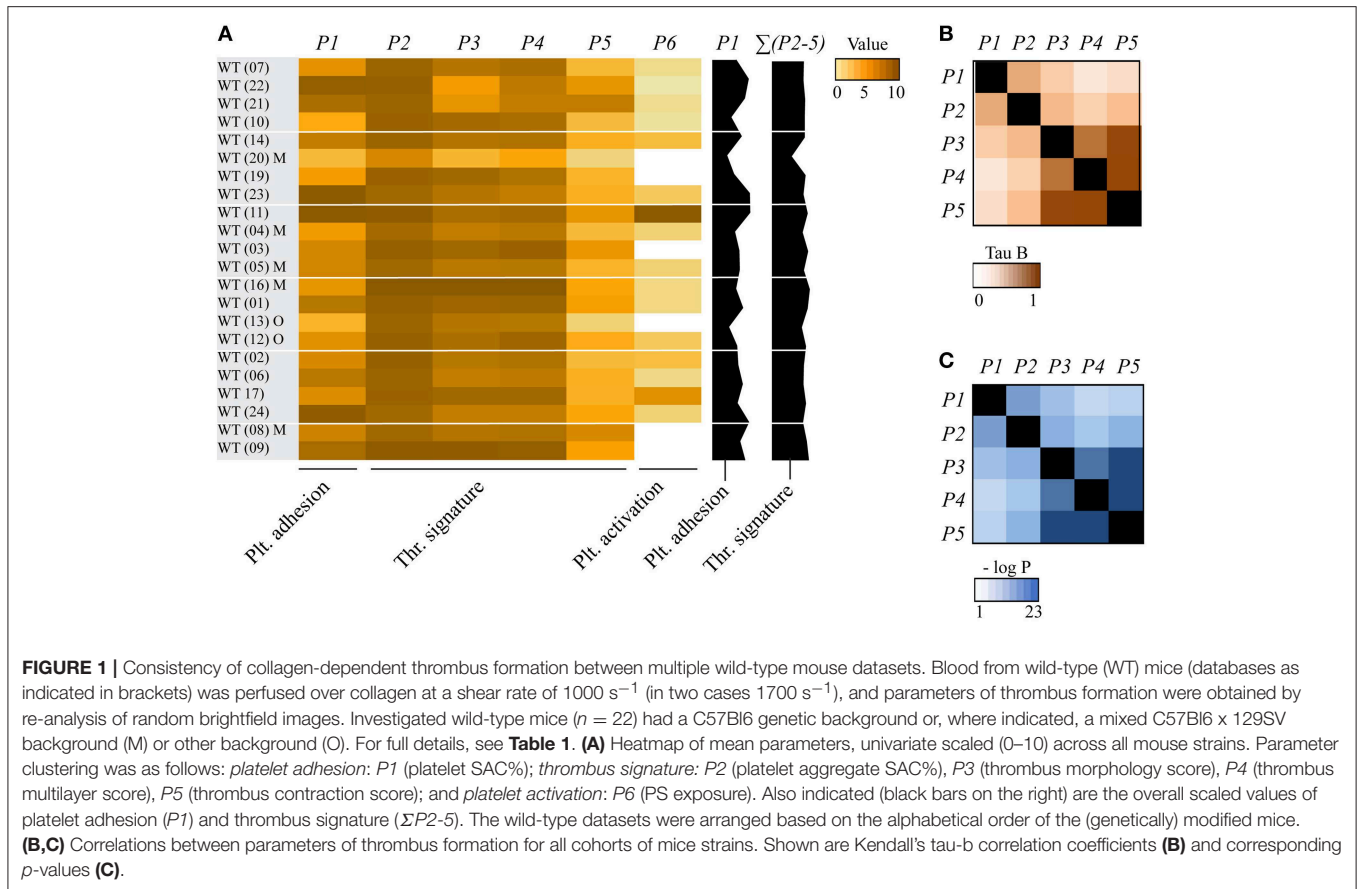 A
P1 P2 P3 P4 P5 P6 P1 ∑(P2-5)
Value
0 5 10
WT (07)
WT (22)
WT (21)
WT (10)
WT (14)
WT (20) M
WT (19)
WT (23)
WT (11)
WT (04) M
WT (03)
WT (05) M
WT (16) M
WT (01)
WT (13) O
WT (12) O
WT (02)
WT (06)
WT 17)
WT (24)
WT (08) M
WT (09)
Plt. adhesion
Thr. signature
Plt. activation
Plt. adhesion
Thr. signature
B
P1 P2 P3 P4 P5
P1
P2
P3
P4
P5
Tau B
0 1
C
P1 P2 P3 P4 P5
P1
P2
P3
P4
P5
- log P
1 23
FIGURE 1 | Consistency of collagen-dependent thrombus formation between multiple wild-type mouse datasets. Blood from wild-type (WT) mice (databases as
indicated in brackets) was perfused over collagen at a shear rate of 1000 s⁻¹ (in two cases 1700 s⁻¹), and parameters of thrombus formation were obtained by
re-analysis of random brightfield images. Investigated wild-type mice (n = 22) had a C57Bl6 genetic background or, where indicated, a mixed C57Bl6 x 129SV
background (M) or other background (O). For full details, see Table 1. (A) Heatmap of mean parameters, univariate scaled (0–10) across all mouse strains. Parameter
clustering was as follows: platelet adhesion: P1 (platelet SAC%); thrombus signature: P2 (platelet aggregate SAC%), P3 (thrombus morphology score), P4 (thrombus
multilayer score), P5 (thrombus contraction score); and platelet activation: P6 (PS exposure). Also indicated (black bars on the right) are the overall scaled values of
platelet adhesion (P1) and thrombus signature (ΣP2-5). The wild-type datasets were arranged based on the alphabetical order of the (genetically) modified mice.
(B,C) Correlations between parameters of thrombus formation for all cohorts of mice strains. Shown are Kendall's tau-b correlation coefficients (B) and corresponding
p-values (C).